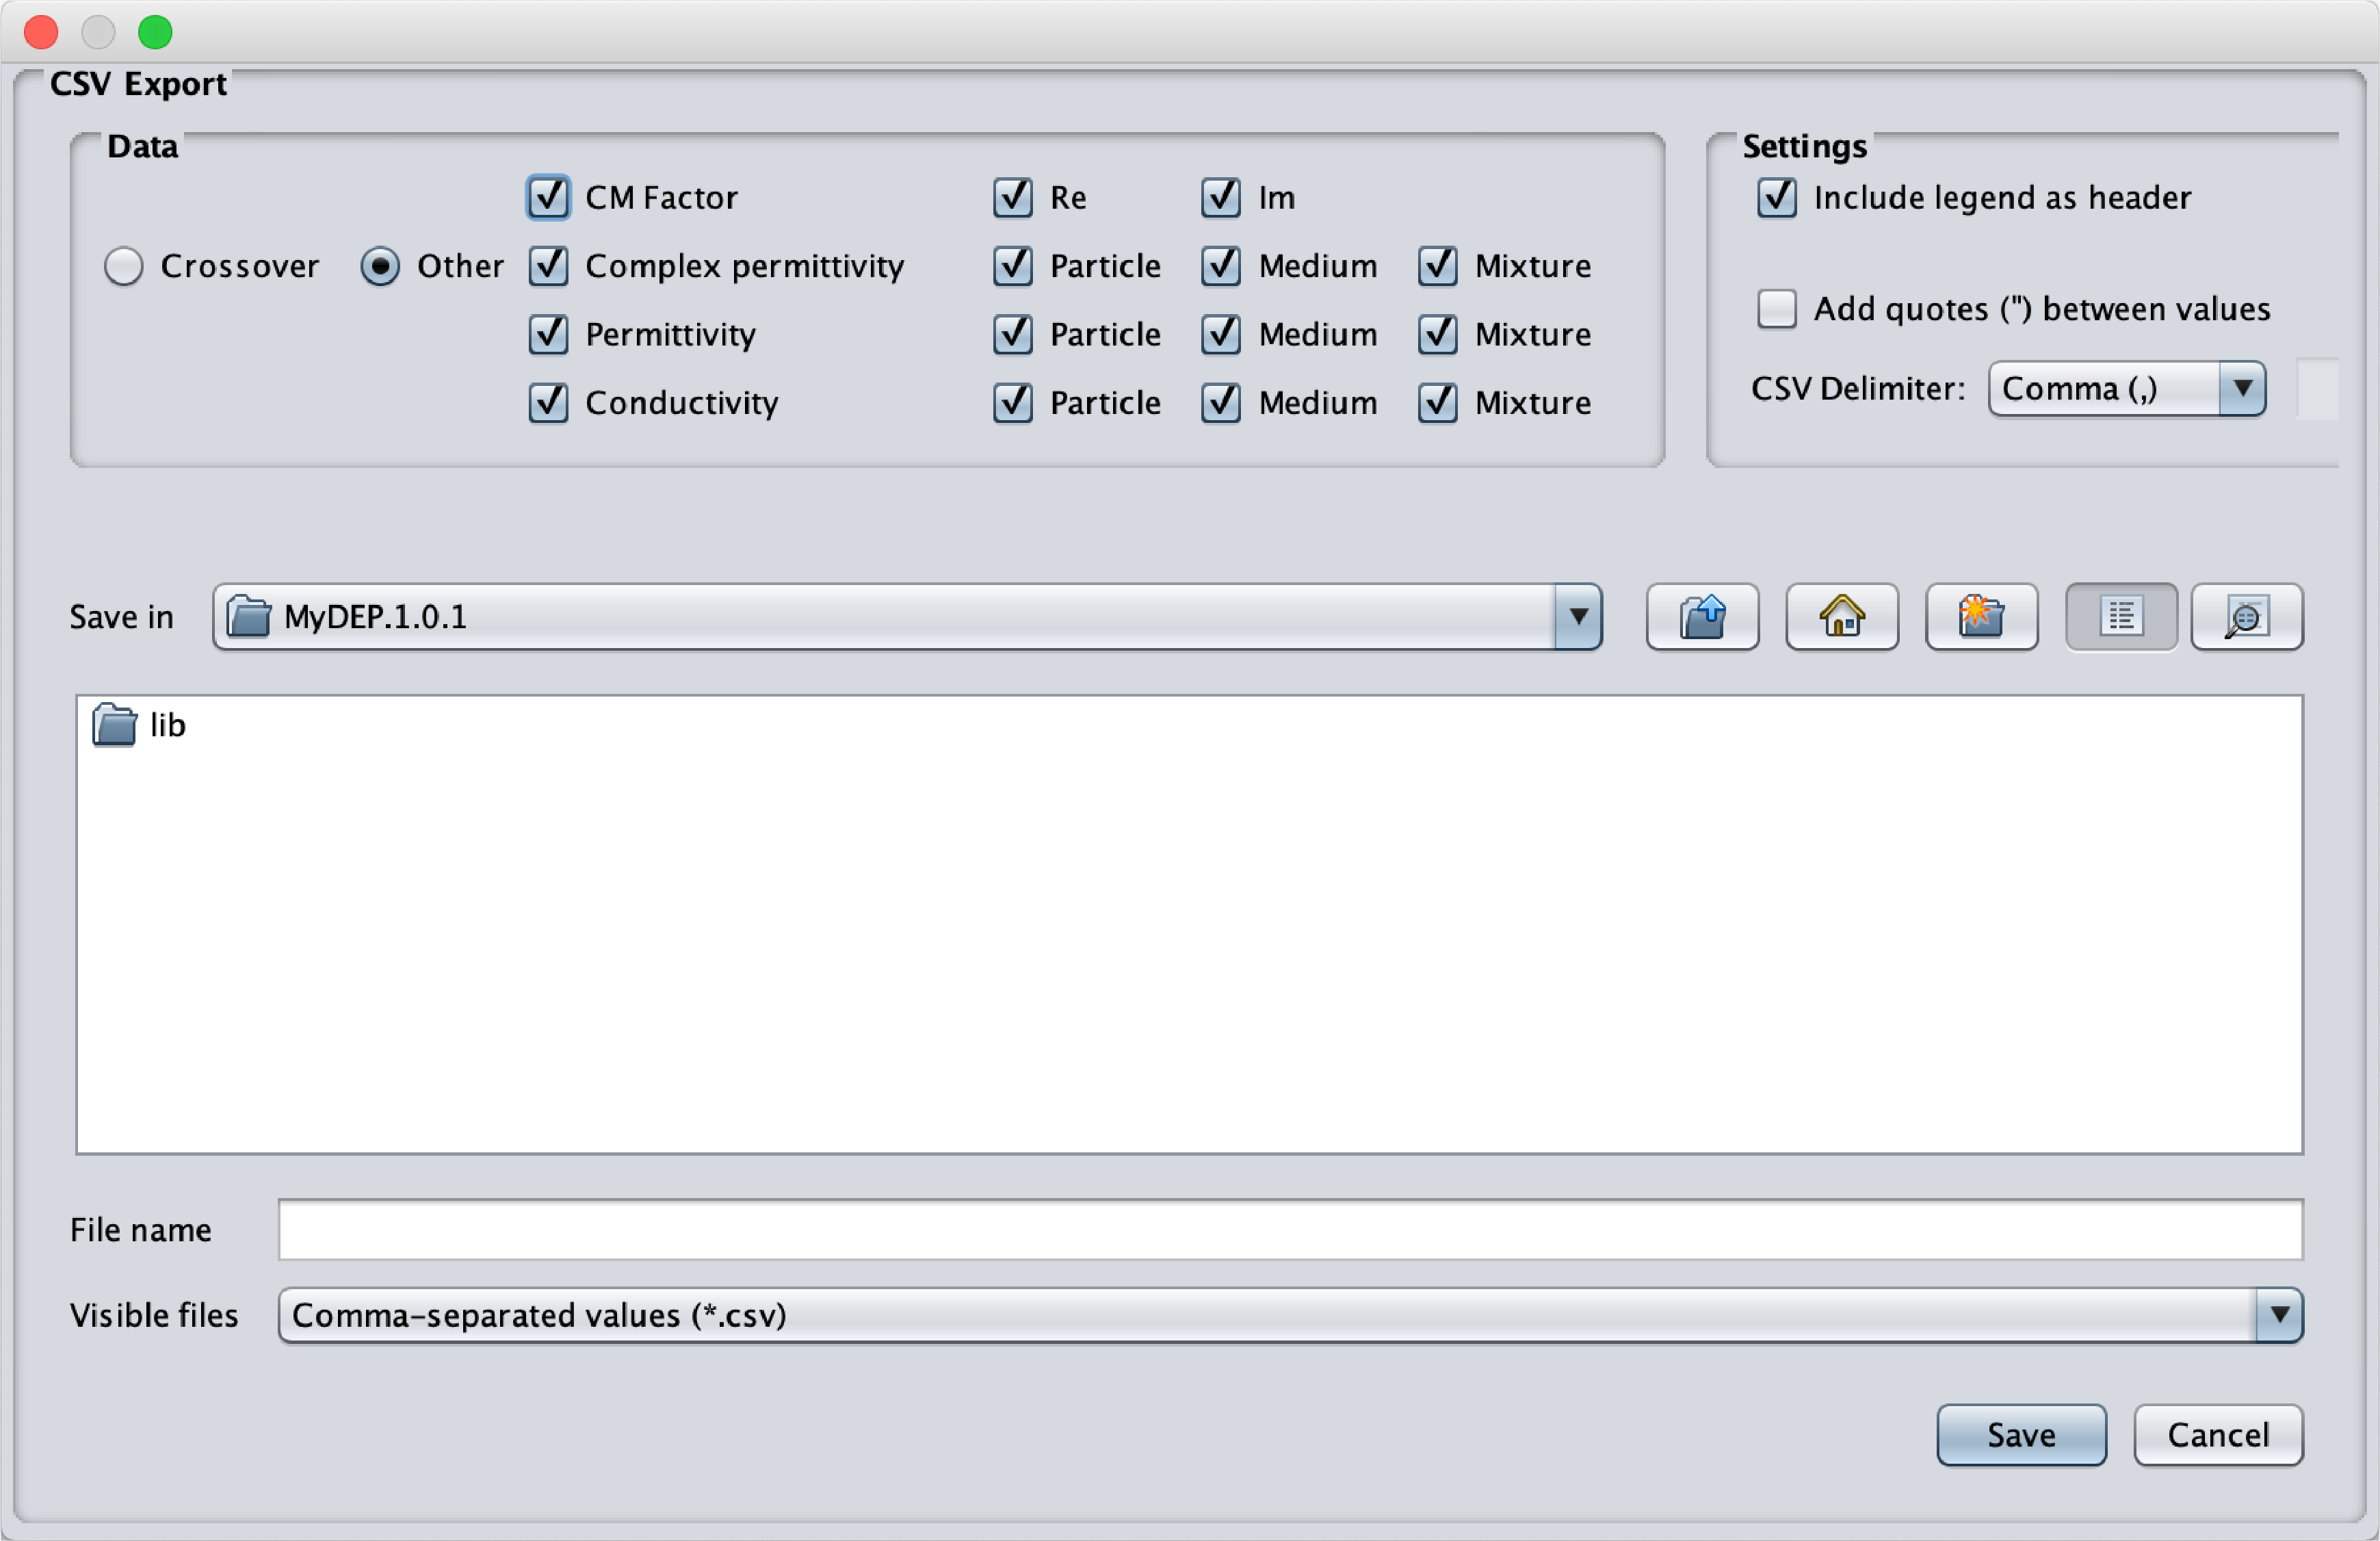 CSV Export
Data
Settings
CM Factor Re Im
Include legend as header
Crossover Other Complex permittivity Particle Medium Mixture
Add quotes (") between values
Permittivity Particle Medium Mixture
CSV Delimiter: Comma (,)
Conductivity Particle Medium Mixture
Save in MyDEP.1.0.1
lib
File name
Visible files Comma-separated values (*.csv)
Save Cancel